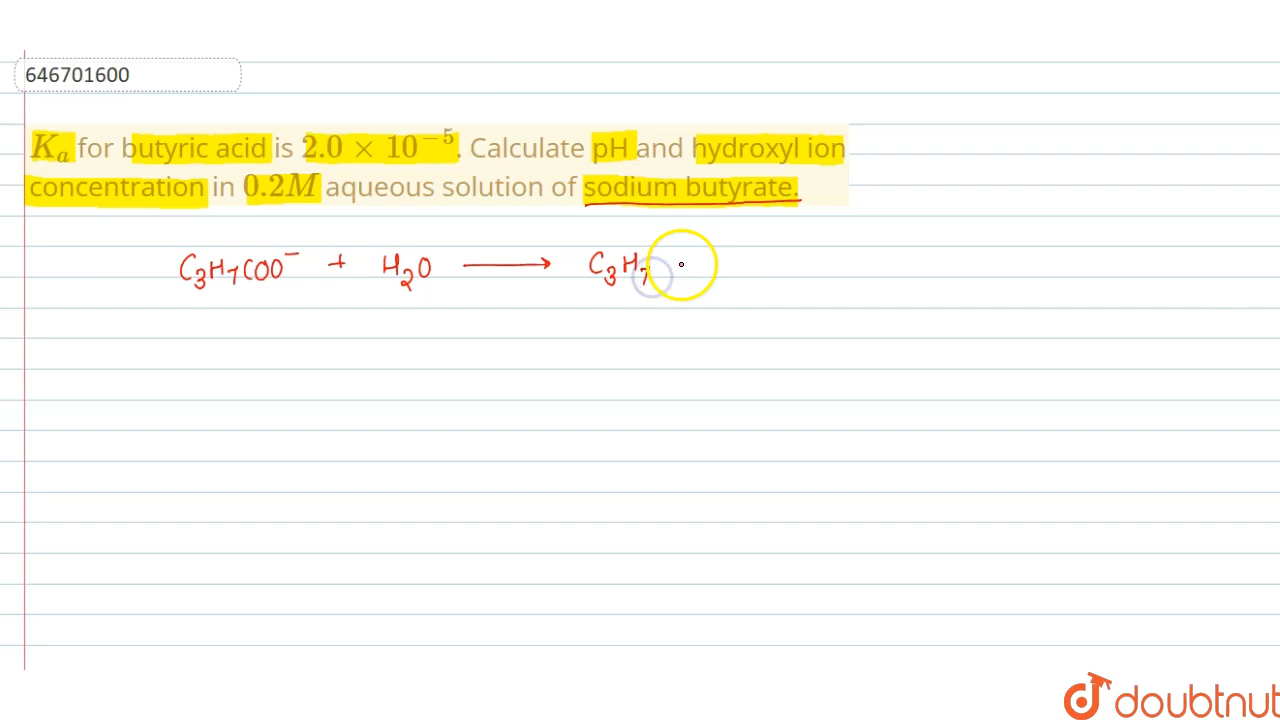 646701600
Kₐ for butyric acid is 2.0 × 10⁻⁵. Calculate pH and hydroxyl ion
concentration in 0.2M aqueous solution of sodium butyrate.
C₃H₇COO⁻ + H₂O ⟶ C₃H₇
doubtnut